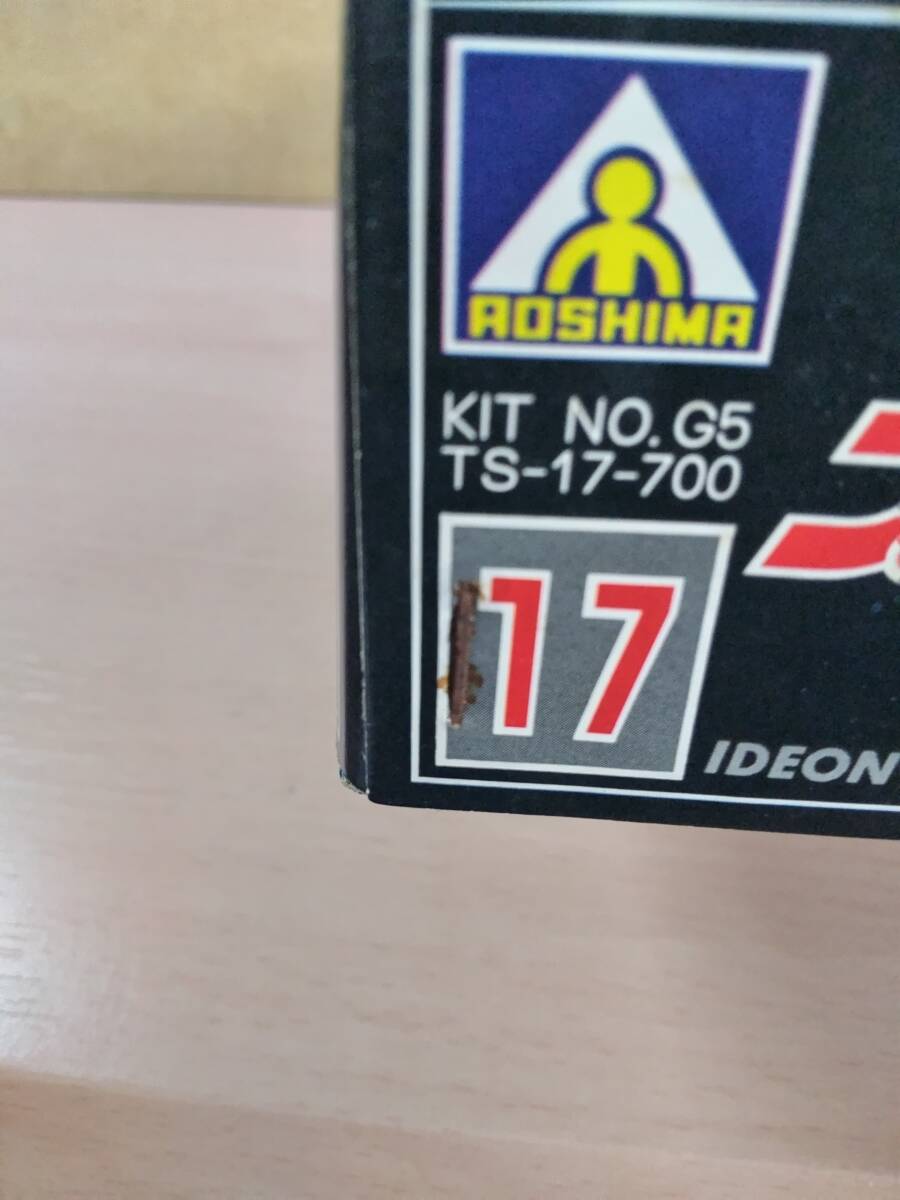 AOSHIMA
KIT NO. G5
TS-17-700
17
IDEON